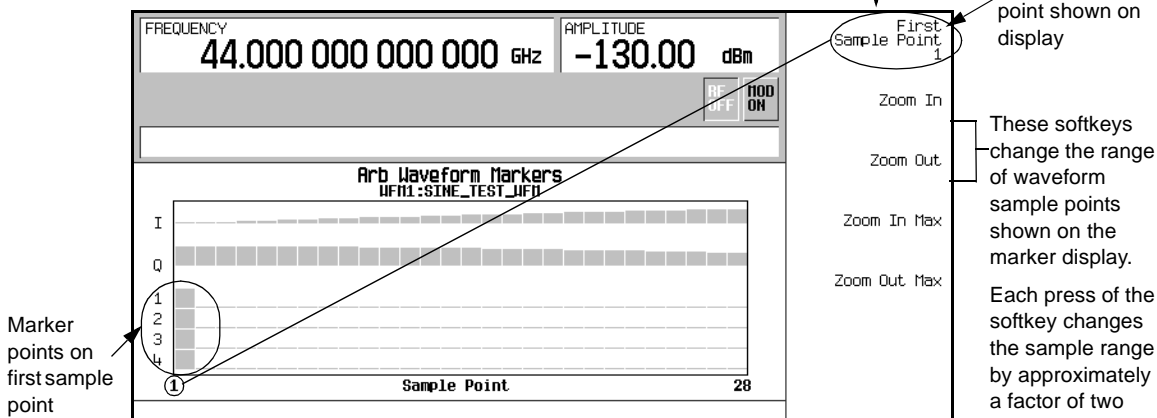 point shown on
display
FREQUENCY
44.000 000 000 000 GHz
AMPLITUDE
-130.00 dBm
RF
OFF
MOD
ON
First
Sample Point
1
Zoom In
Zoom Out
Zoom In Max
Zoom Out Max
These softkeys
change the range
of waveform
sample points
shown on the
marker display.
Each press of the
softkey changes
the sample range
by approximately
a factor of two
Arb Waveform Markers
WFM1:SINE_TEST_WFM
I
Q
1
2
3
4
1 Sample Point 28
Marker
points on
first sample
point